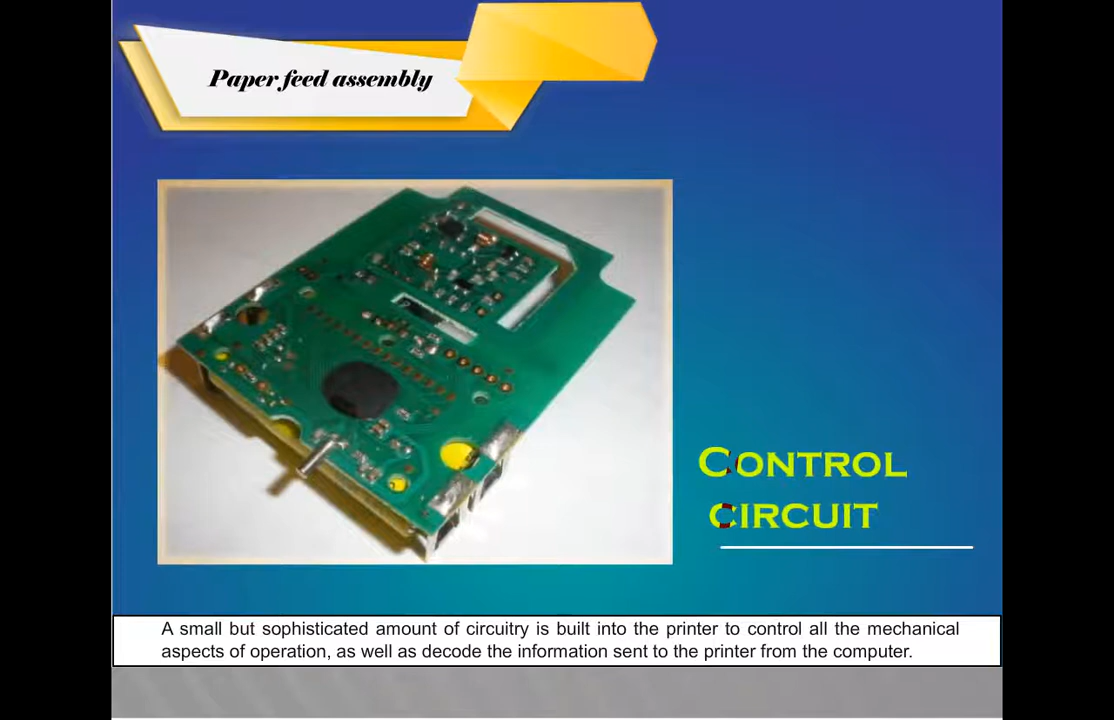 Paper feed assembly
CONTROL
CIRCUIT
A small but sophisticated amount of circuitry is built into the printer to control all the mechanical
aspects of operation, as well as decode the information sent to the printer from the computer.